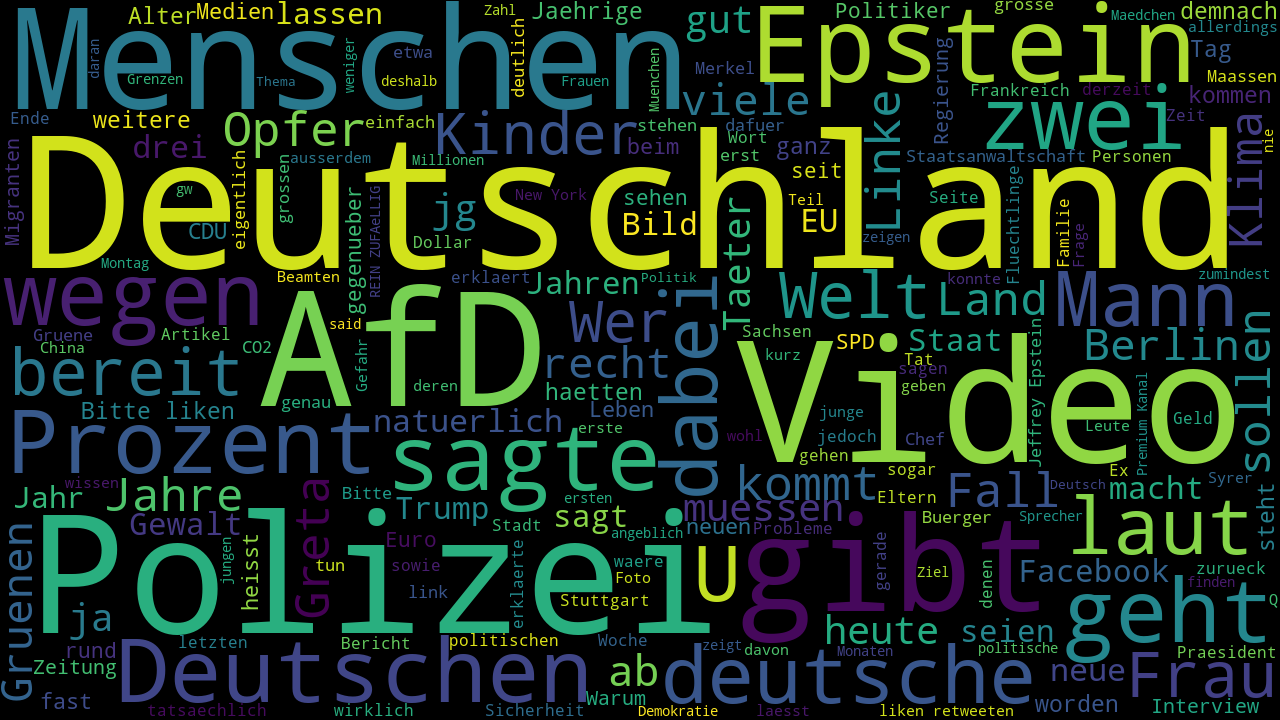 Alter
Medien
lassen
Zahl
Jaehrige
gut
Epstein
Politiker
grosse
Maedchen
demnach
allerdings
Menschen
daran
Grenzen
Thema
weniger
etwa
deshalb
deutlich
Frauen
Muenchen
Merkel
viele
Linke
Regierung
Tag
Maassen
Frankreich
derzeit
kommen
zwei
Zeit
Ende
weitere
Opfer
einfach
Kinder
stehen
dafuer
Wort
beim
erst
ganz
Staatsanwaltschaft
Personen
Klima
nie
Migranten
drei
eigentlich
grossen
ausserdem
Millionen
seit
Deutschland
gw
CDU
gegenueber
REIN ZUFAeLLIG
jg
New York
sehen
Bild
Teil
EU
Seite
zeigen
Fluechtlinge
Familie
Frage
Dollar
Taeter
Montag
Beamten
erklaert
Jahren
Politik
wegen
AfD
Welt
Land
konnte
Mann
zumindest
Gruene
China
Artikel
CO2
said
Gefahr
Wer
dabei
Sachsen
SPD
Staat
Berlinen
sollen
bereit
genau
deren
recht
haetten
kurz
Tat
sagen
geben
Jeffrey Epstein
Video
Bitte liken
natuerlich
Leben
erste
junge
jedoch
Chef
Leute
Premium Kanal
Geld
Prozent
sagte
wohl
gehen
sogar
Ex
wissen
Jahr
Jahre
Greta
Bitte
Trump
ersten
kommt
Eltern
Fall
Deutsch
macht
Syrer
steht
Gruenen
Gewalt
Stadt
sagt
angeblich
muessen
neuen
Probleme
Buerger
Sprecher
laut
Polizei
jungen
heisst
Euro
sowie
tun
link
erklaerte
waere
Foto
Stuttgart
U
gibt
gerade
Ziel
denen
Facebook
zurueck
finden
geht
Q
ja
rund
letzten
Bericht
politischen
Woche
zeigt
davon
heute
Monaten
seien
politische
Praesident
Zeitung
fast
Deutschen
tatsaechlich
wirklich
Sicherheit
Warum
ab
Demokratie
deutsche
laesst
liken retweeten
neue
worden
Frau
Interview